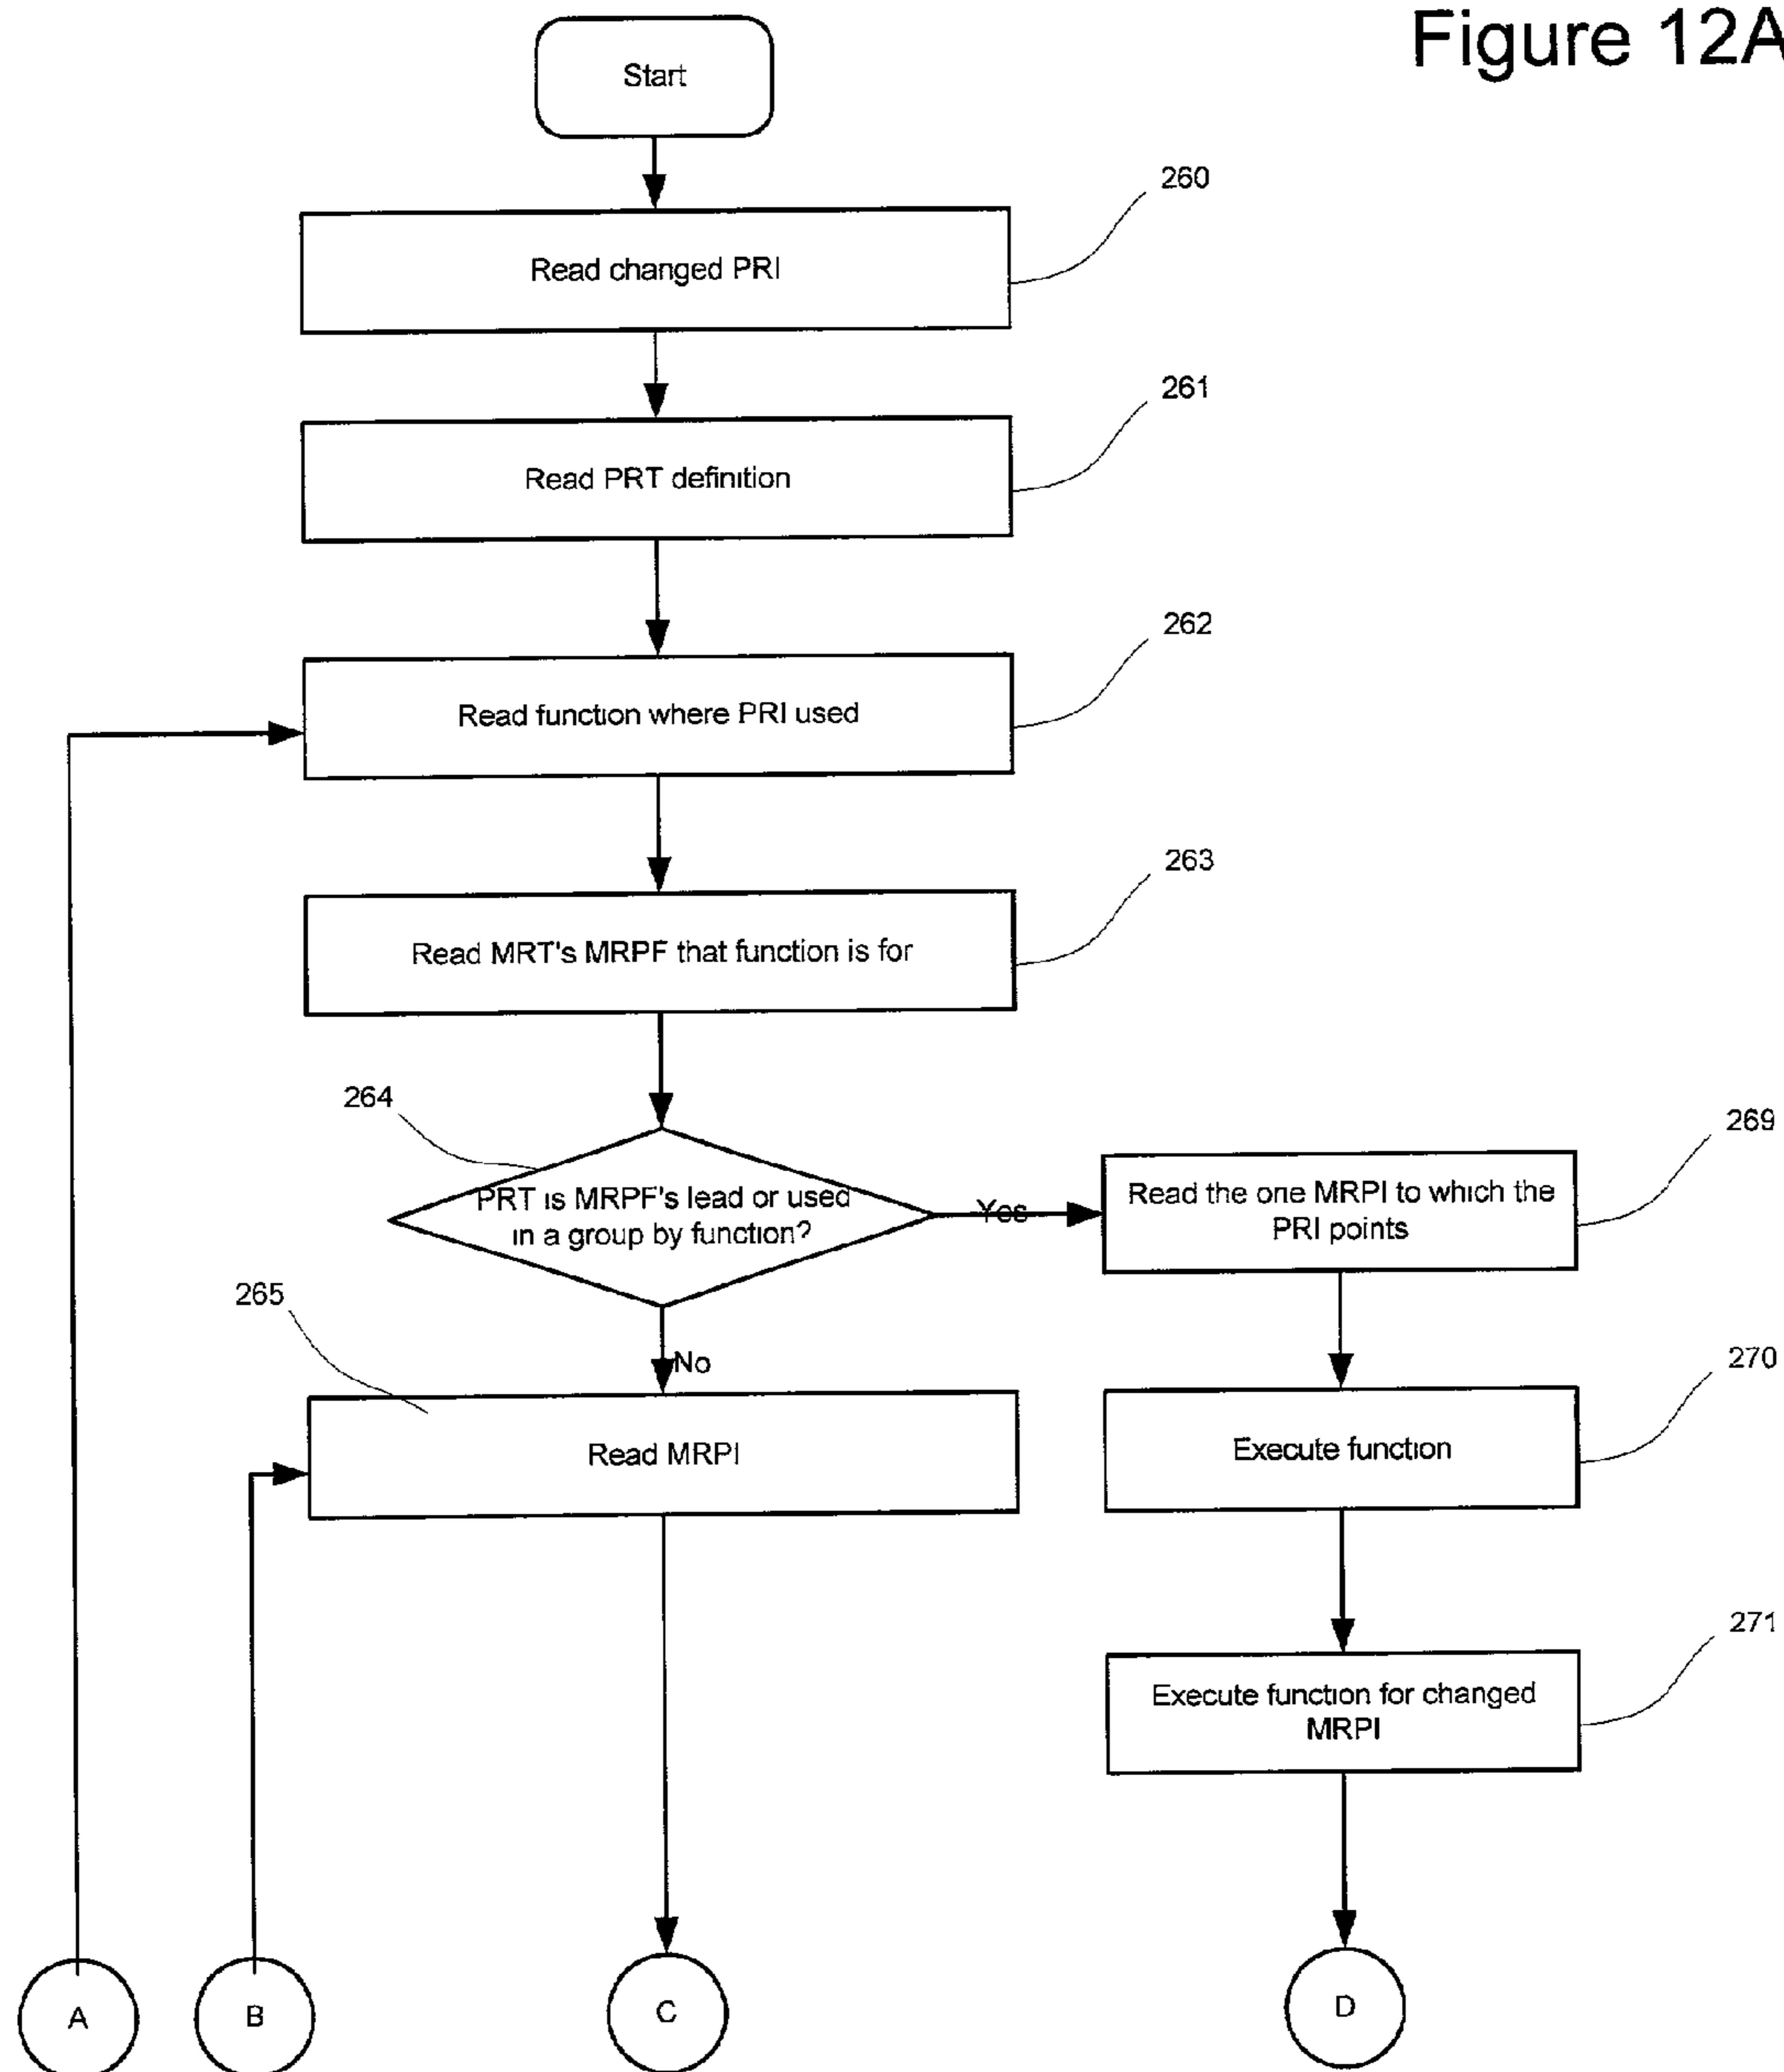 Figure 12A
Start
260
Read changed PRI
261
Read PRT definition
262
Read function where PRI used
263
Read MRT's MRPF that function is for
264
PRT is MRPF's lead or used
in a group by function?
Yes
269
Read the one MRPI to which the
PRI points
No
265
Read MRPI
270
Execute function
271
Execute function for changed
MRPI
A
B
C
D